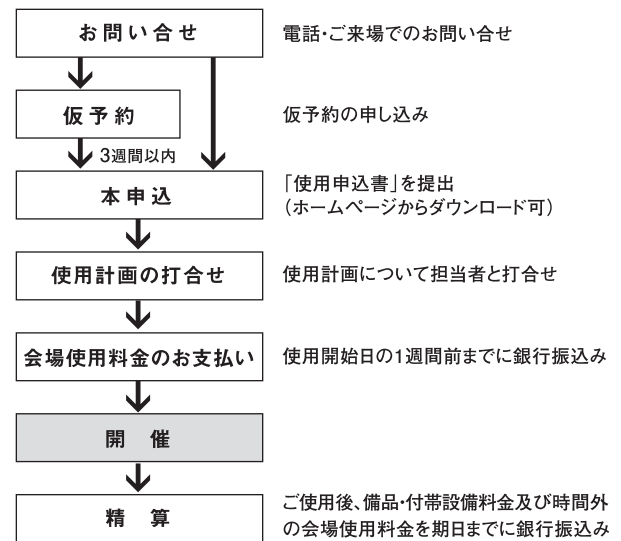 お問い合せ 電話・ご来場でのお問い合せ
仮予約 仮予約の申し込み
3週間以内
本申込 「使用申込書」を提出
（ホームページからダウンロード可）
使用計画の打合せ 使用計画について担当者と打合せ
会場使用料金のお支払い 使用開始日の1週間前までに銀行振込み
開 催
精 算 ご使用後、備品・付帯設備料金及び時間外
の会場使用料金を期日までに銀行振込み